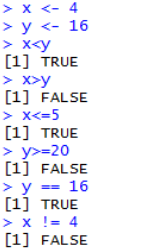 > x <- 4
> y <- 16
> x<y
[1] TRUE
> x>y
[1] FALSE
> x<=5
[1] TRUE
> y>=20
[1] FALSE
> y == 16
[1] TRUE
> x != 4
[1] FALSE